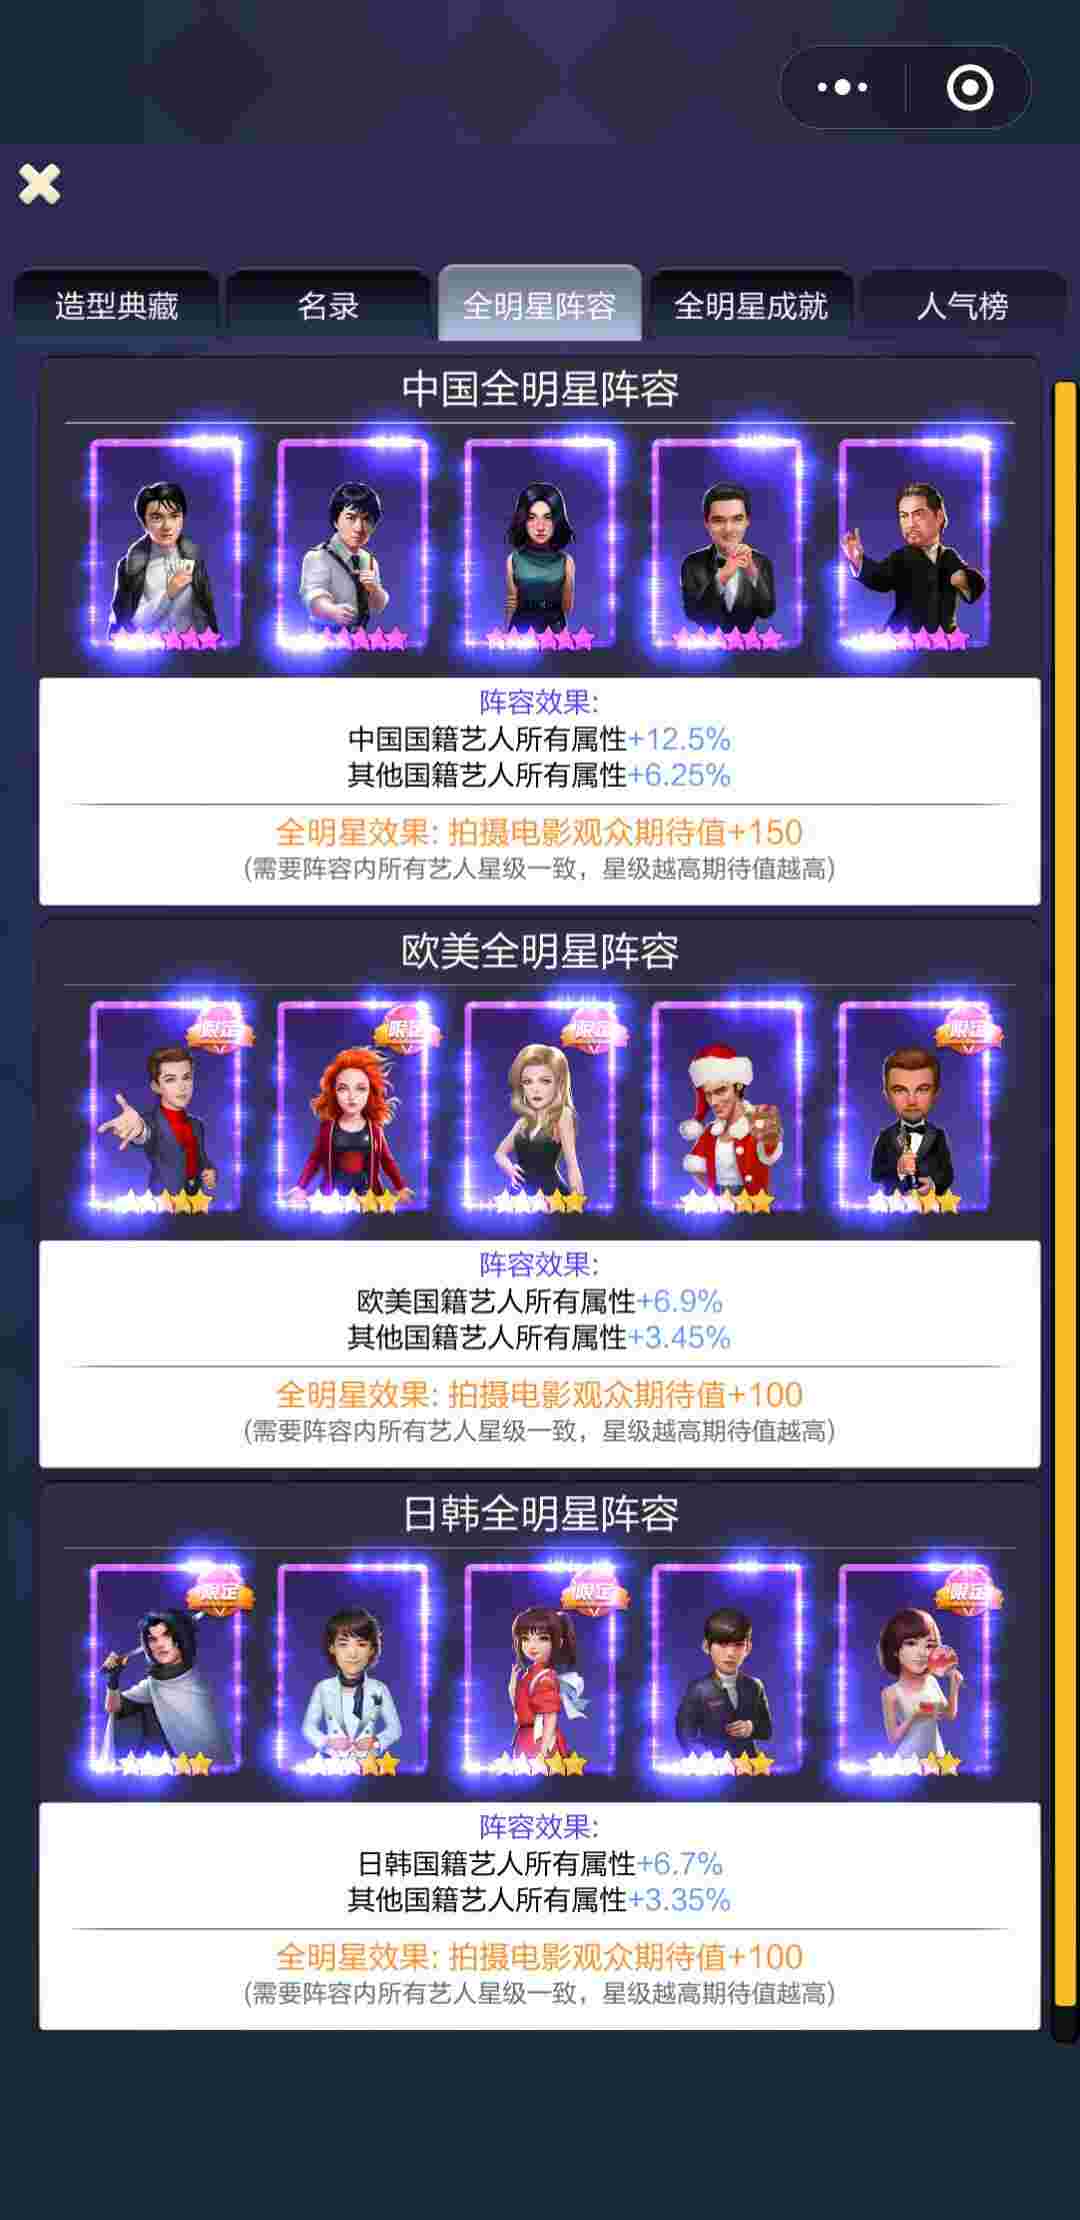 造型典藏
名录
全明星阵容
全明星成就
人气榜
中国全明星阵容
阵容效果:
中国国籍艺人所有属性+12.5%
其他国籍艺人所有属性+6.25%
全明星效果: 拍摄电影观众期待值+150
(需要阵容内所有艺人星级一致，星级越高期待值越高)
欧美全明星阵容
限定
限定
限定
限定
阵容效果:
欧美国籍艺人所有属性+6.9%
其他国籍艺人所有属性+3.45%
全明星效果: 拍摄电影观众期待值+100
(需要阵容内所有艺人星级一致，星级越高期待值越高)
日韩全明星阵容
限定
限定
限定
阵容效果:
日韩国籍艺人所有属性+6.7%
其他国籍艺人所有属性+3.35%
全明星效果: 拍摄电影观众期待值+100
(需要阵容内所有艺人星级一致，星级越高期待值越高)